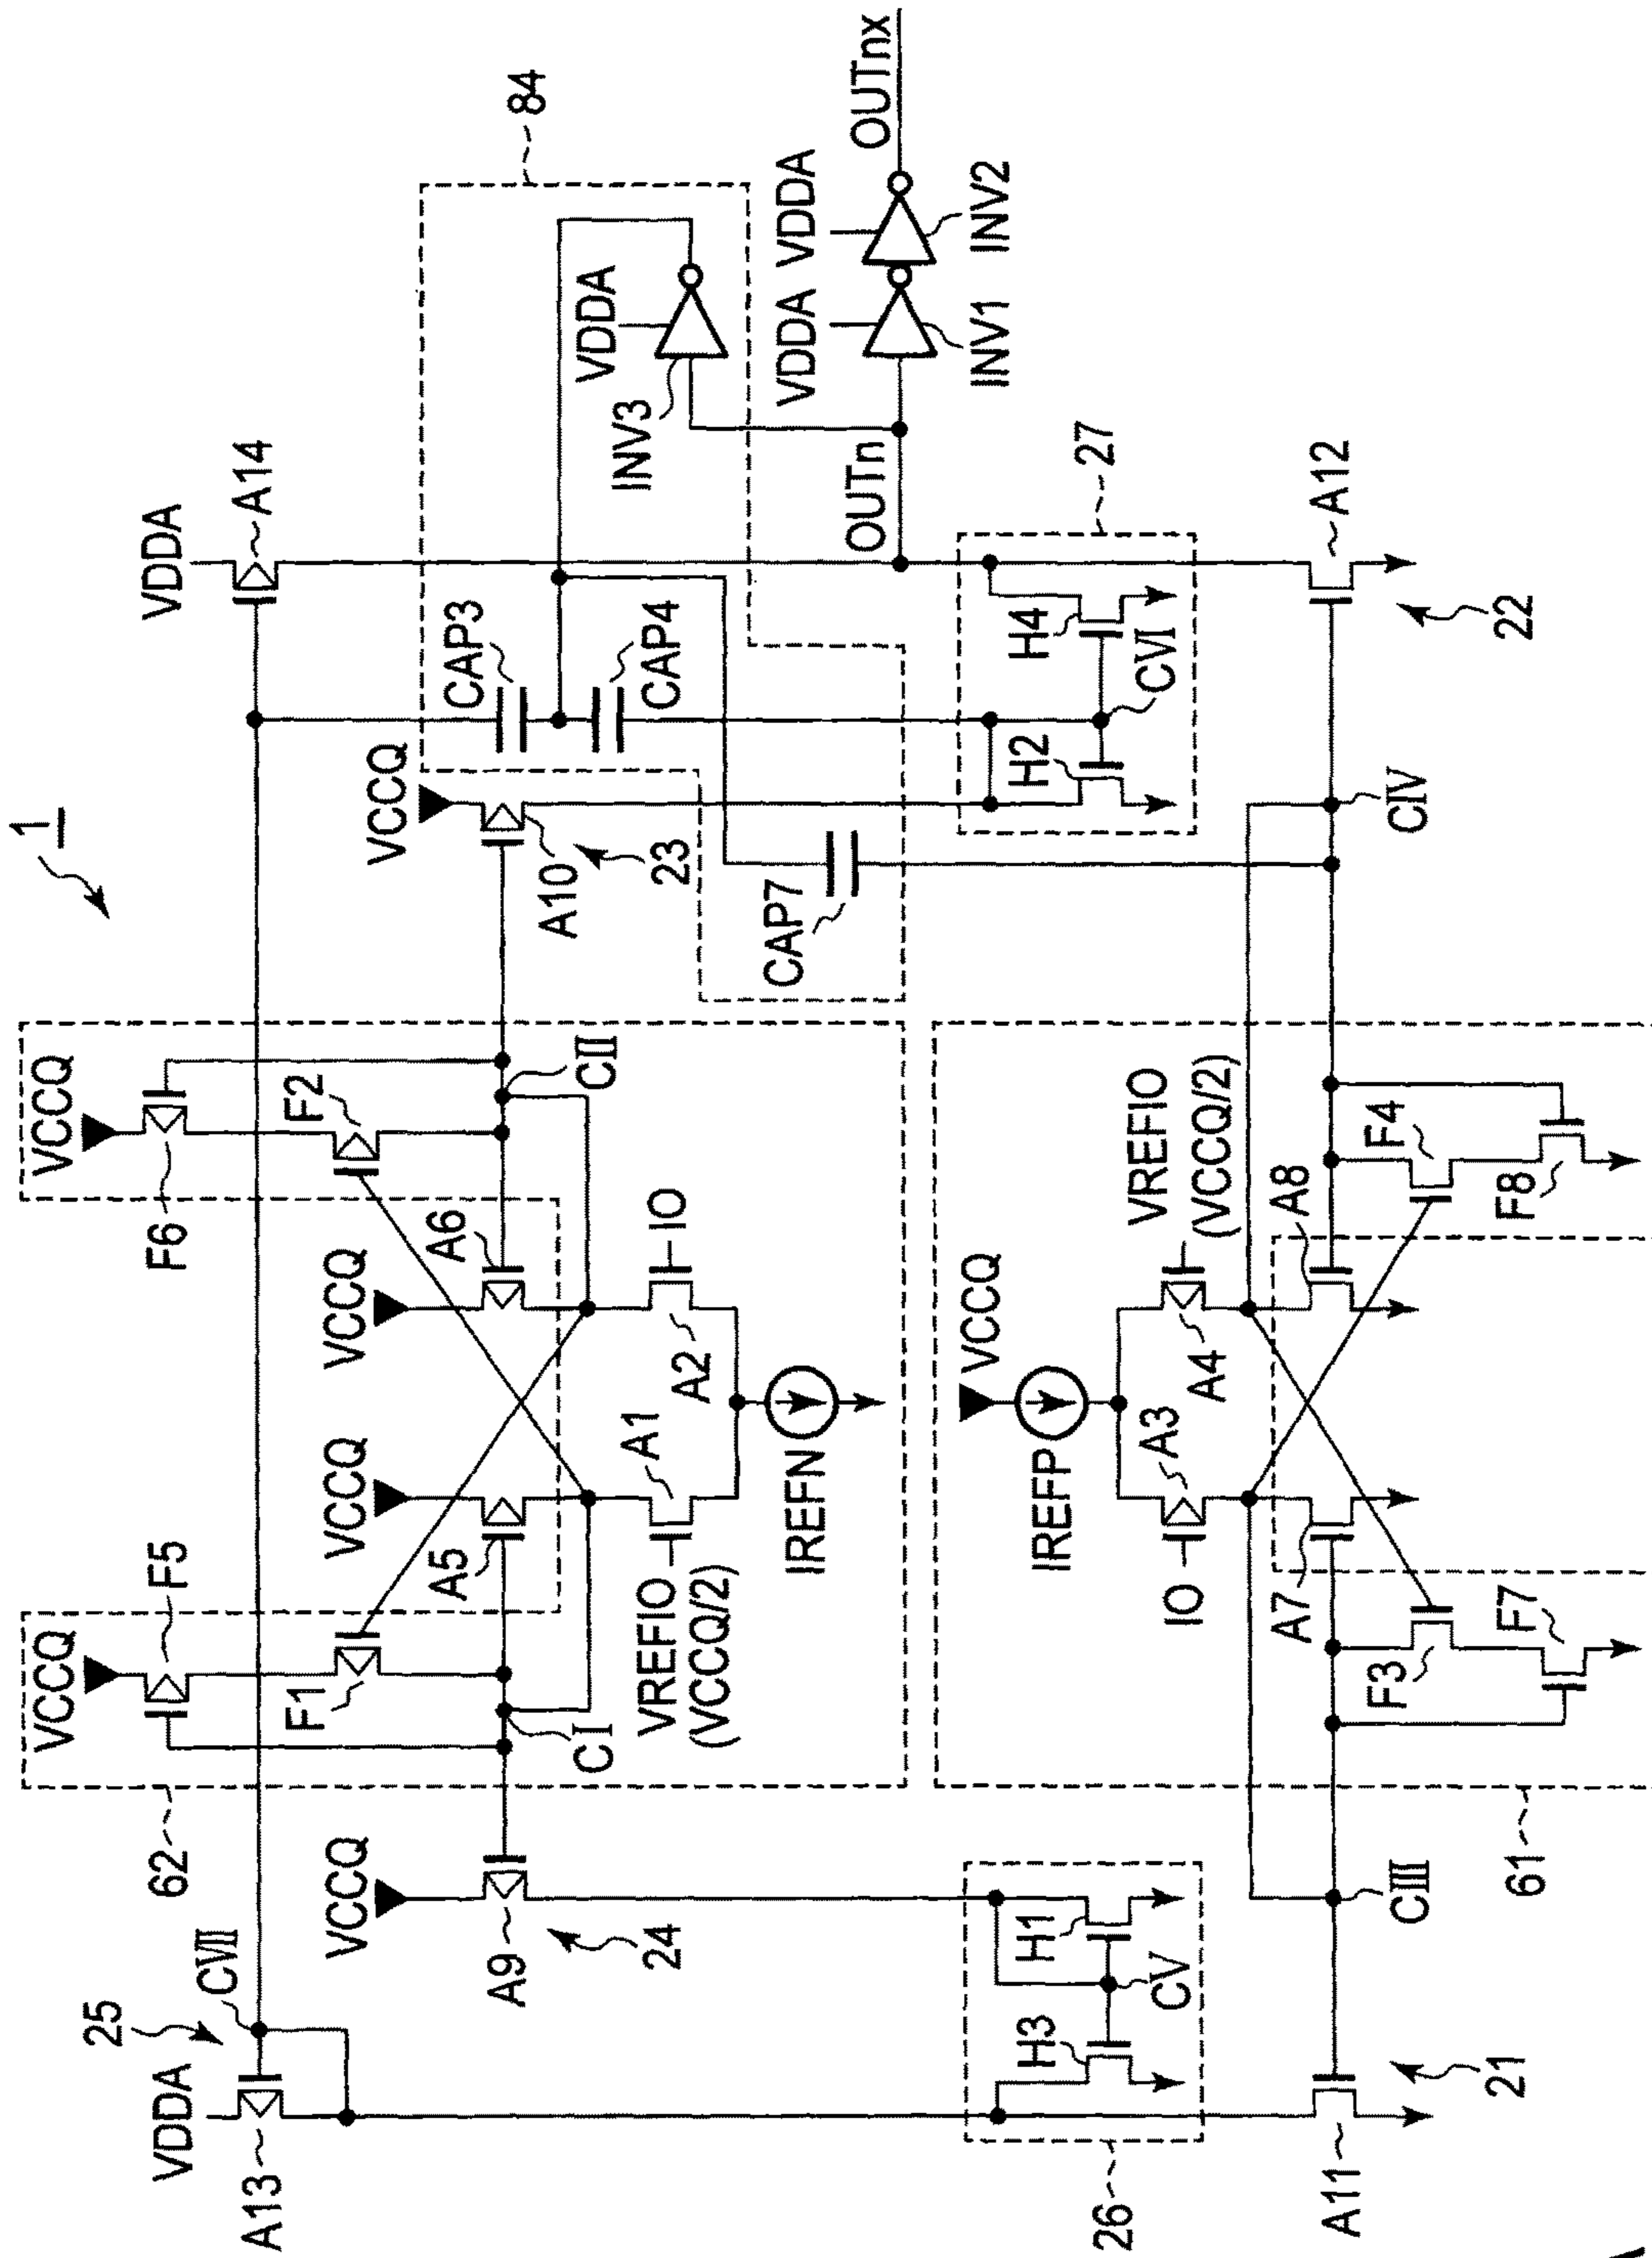 1
VDDA
A13
25
CⅦ
VDDA
A14
62
VCCQ
F5
F1
VCCQ
F6
F2
VCCQ
A9
24
VCCQ
A5
VCCQ
A6
CⅠ
CⅡ
VREFIO
(VCCQ/2)
A1
A2
IO
IREFN
VCCQ
A10
23
CAP3
CAP4
CAP7
84
VDDA
INV3
OUTn
VDDA
VDDA
INV1
INV2
OUTnx
26
H3
H1
CⅤ
27
H2
H4
CⅥ
VCCQ
IREFP
IO
A3
A4
VREFIO
(VCCQ/2)
A7
A8
F3
F7
F4
F8
61
CⅢ
CⅣ
A11
21
A12
22